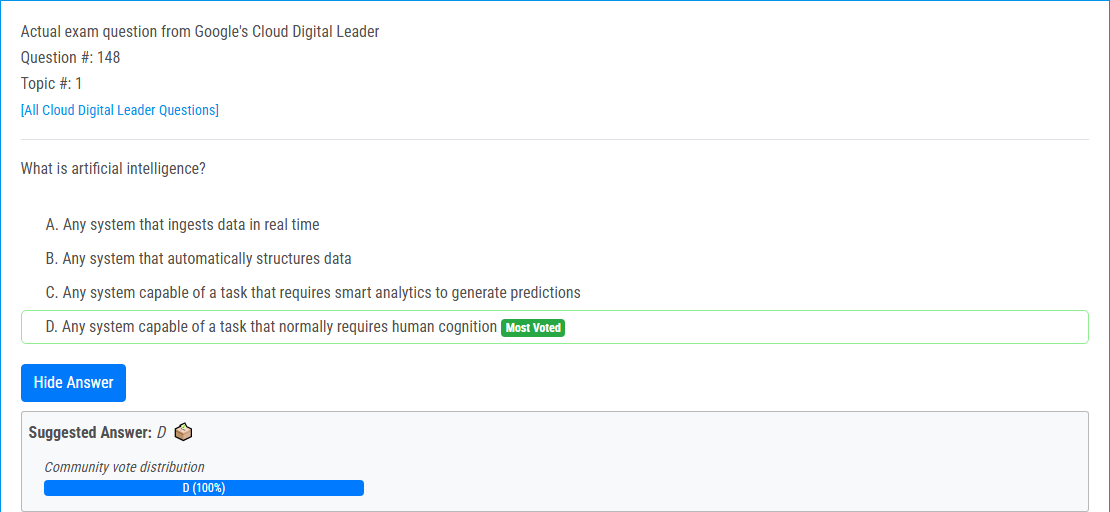 Actual exam question from Google's Cloud Digital Leader
Question #: 148
Topic #: 1
[All Cloud Digital Leader Questions]
What is artificial intelligence?
A. Any system that ingests data in real time
B. Any system that automatically structures data
C. Any system capable of a task that requires smart analytics to generate predictions
D. Any system capable of a task that normally requires human cognition Most Voted
Hide Answer
Suggested Answer: D
Community vote distribution
D (100%)